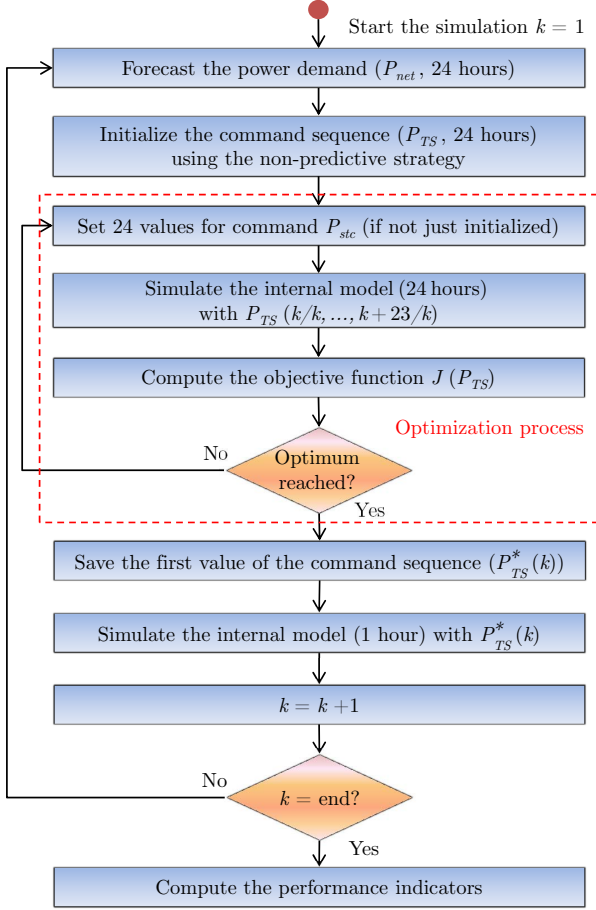 Start the simulation k = 1
Forecast the power demand (P_net, 24 hours)
Initialize the command sequence (P_TS, 24 hours)
using the non-predictive strategy
Set 24 values for command P_stc (if not just initialized)
Simulate the internal model (24 hours)
with P_TS (k/k, ..., k + 23/k)
Compute the objective function J (P_TS)
Optimization process
No
Optimum
reached?
Yes
Save the first value of the command sequence (P*_TS (k))
Simulate the internal model (1 hour) with P*_TS (k)
k = k +1
No
k = end?
Yes
Compute the performance indicators